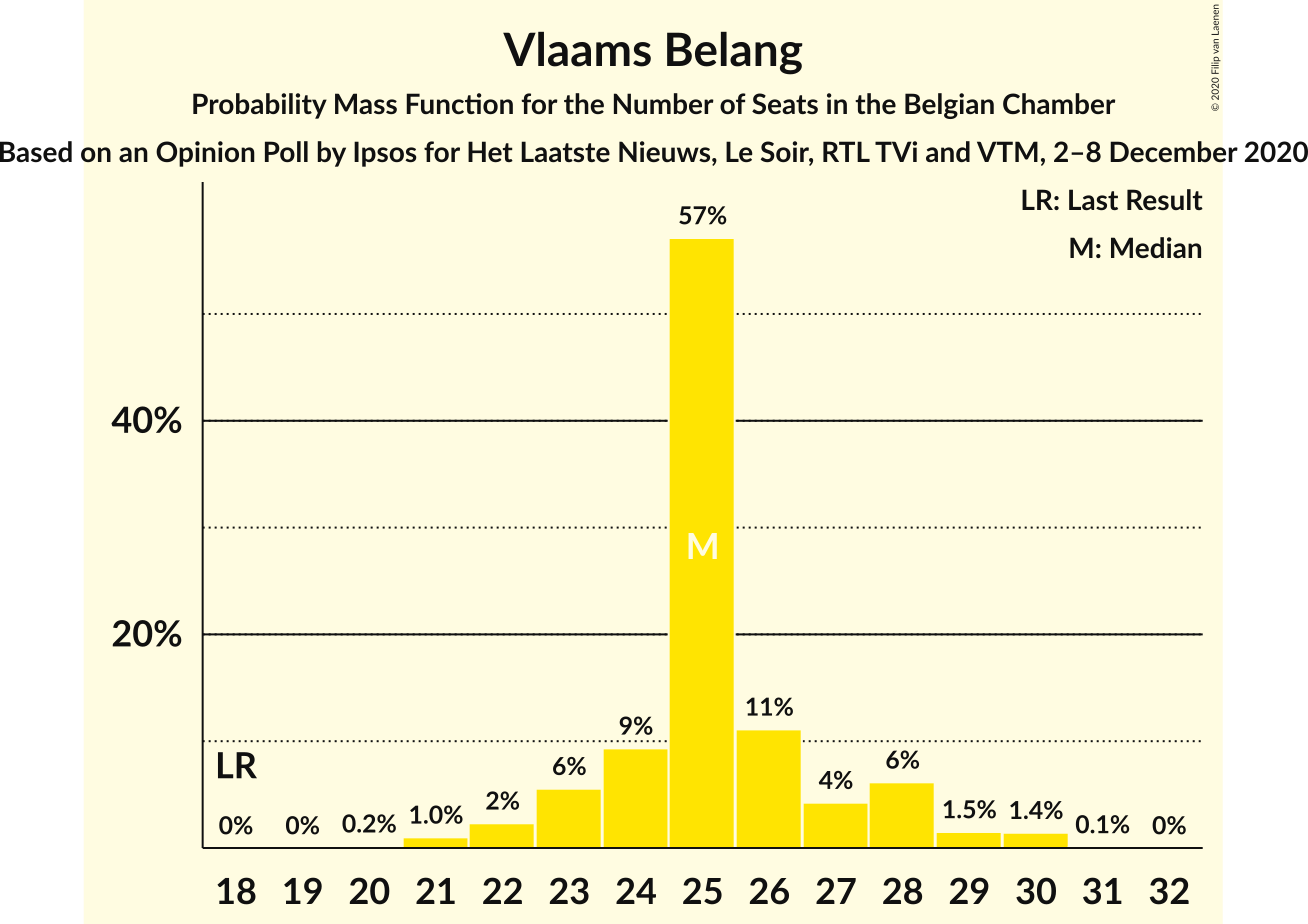 Vlaams Belang
Probability Mass Function for the Number of Seats in the Belgian Chamber
Based on an Opinion Poll by Ipsos for Het Laatste Nieuws, Le Soir, RTL TVi and VTM, 2–8 December 2020
© 2020 Filip van Laenen
LR: Last Result
M: Median
57%
40%
M
20%
11%
9%
LR
6%
6%
4%
2%
1.5%
1.4%
1.0%
0%
0%
0.2%
0.1%
0%
18 19 20 21 22 23 24 25 26 27 28 29 30 31 32